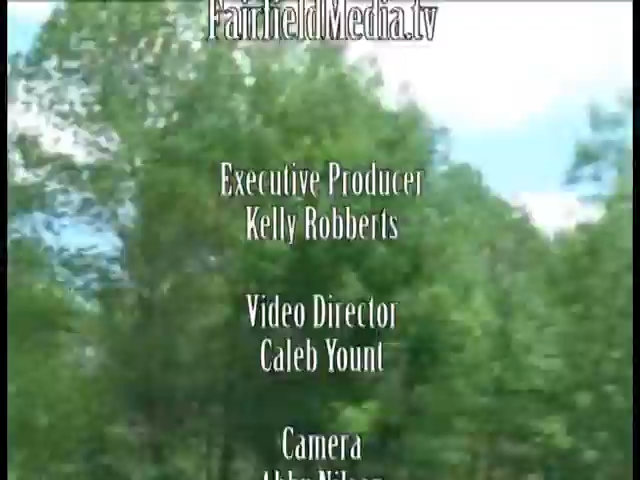 FairfieldMedia.tv
Executive Producer
Kelly Robberts
Video Director
Caleb Yount
Camera